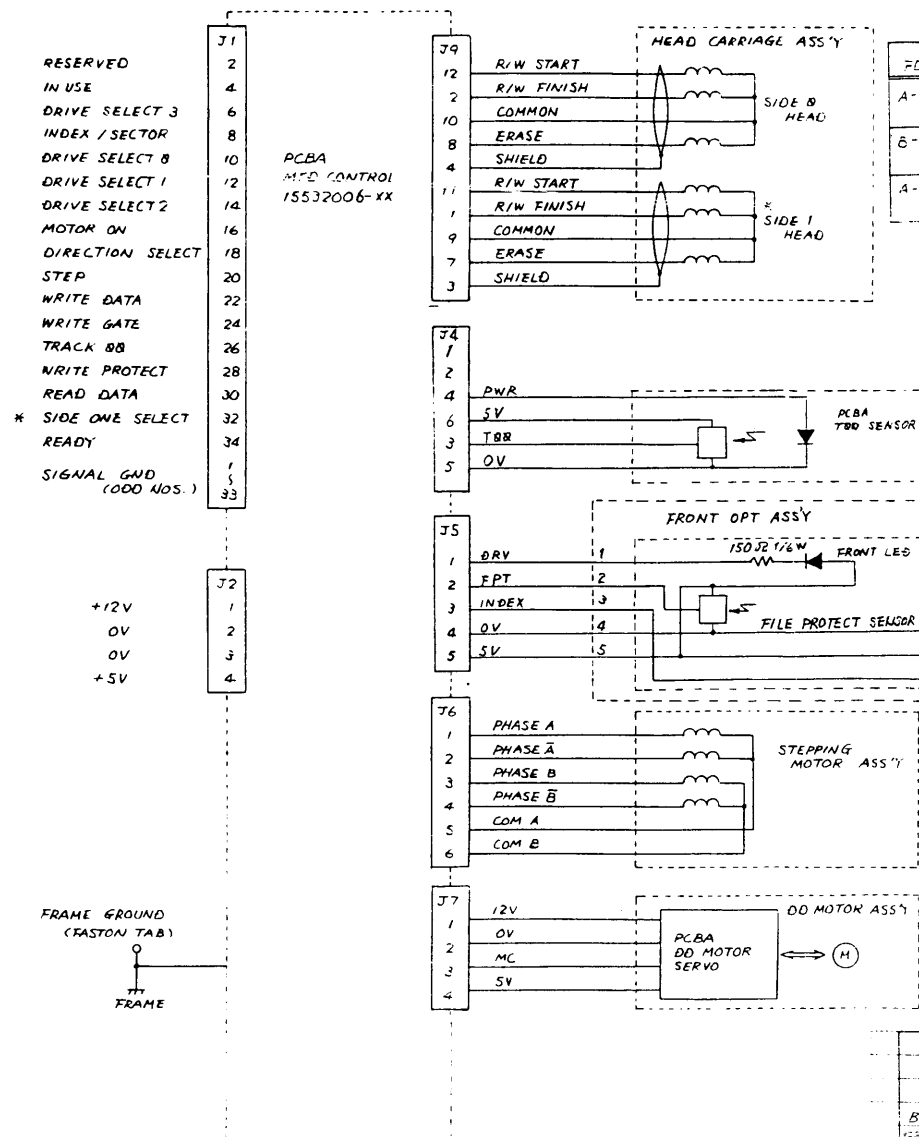 J1
RESERVED 2
IN USE 4
DRIVE SELECT 3 6
INDEX / SECTOR 8
DRIVE SELECT 0 10
DRIVE SELECT 1 12
DRIVE SELECT 2 14
MOTOR ON 16
DIRECTION SELECT 18
STEP 20
WRITE DATA 22
WRITE GATE 24
TRACK 00 26
WRITE PROTECT 28
READ DATA 30
* SIDE ONE SELECT 32
READY 34
SIGNAL GND 1
(ODD NOS.) 33
J2
+12V 1
0V 2
0V 3
+5V 4
FRAME GROUND
(FASTON TAB)
FRAME
PCBA
MFD CONTROL
15532006-XX
J9
12 R/W START
2 R/W FINISH
10 COMMON
8 ERASE
4 SHIELD
11 R/W START
1 R/W FINISH
9 COMMON
7 ERASE
3 SHIELD
HEAD CARRIAGE ASS'Y
SIDE 0
HEAD
*
SIDE 1
HEAD
J4
1
2
4 PWR
6 5V
3 T00
5 0V
PCBA
T00 SENSOR
J5
1 DRV 1
2 FPT 2
3 INDEX 3
4 0V 4
5 5V 5
FRONT OPT ASS'Y
150Ω 1/6W
FRONT LED
FILE PROTECT SENSOR
J6
1 PHASE A
2 PHASE A̅
3 PHASE B
4 PHASE B̅
5 COM A
6 COM B
STEPPING
MOTOR ASS'Y
J7
1 12V
2 0V
3 MC
4 5V
DD MOTOR ASS'Y
PCBA
DD MOTOR
SERVO
M
A-
B-
A-
B